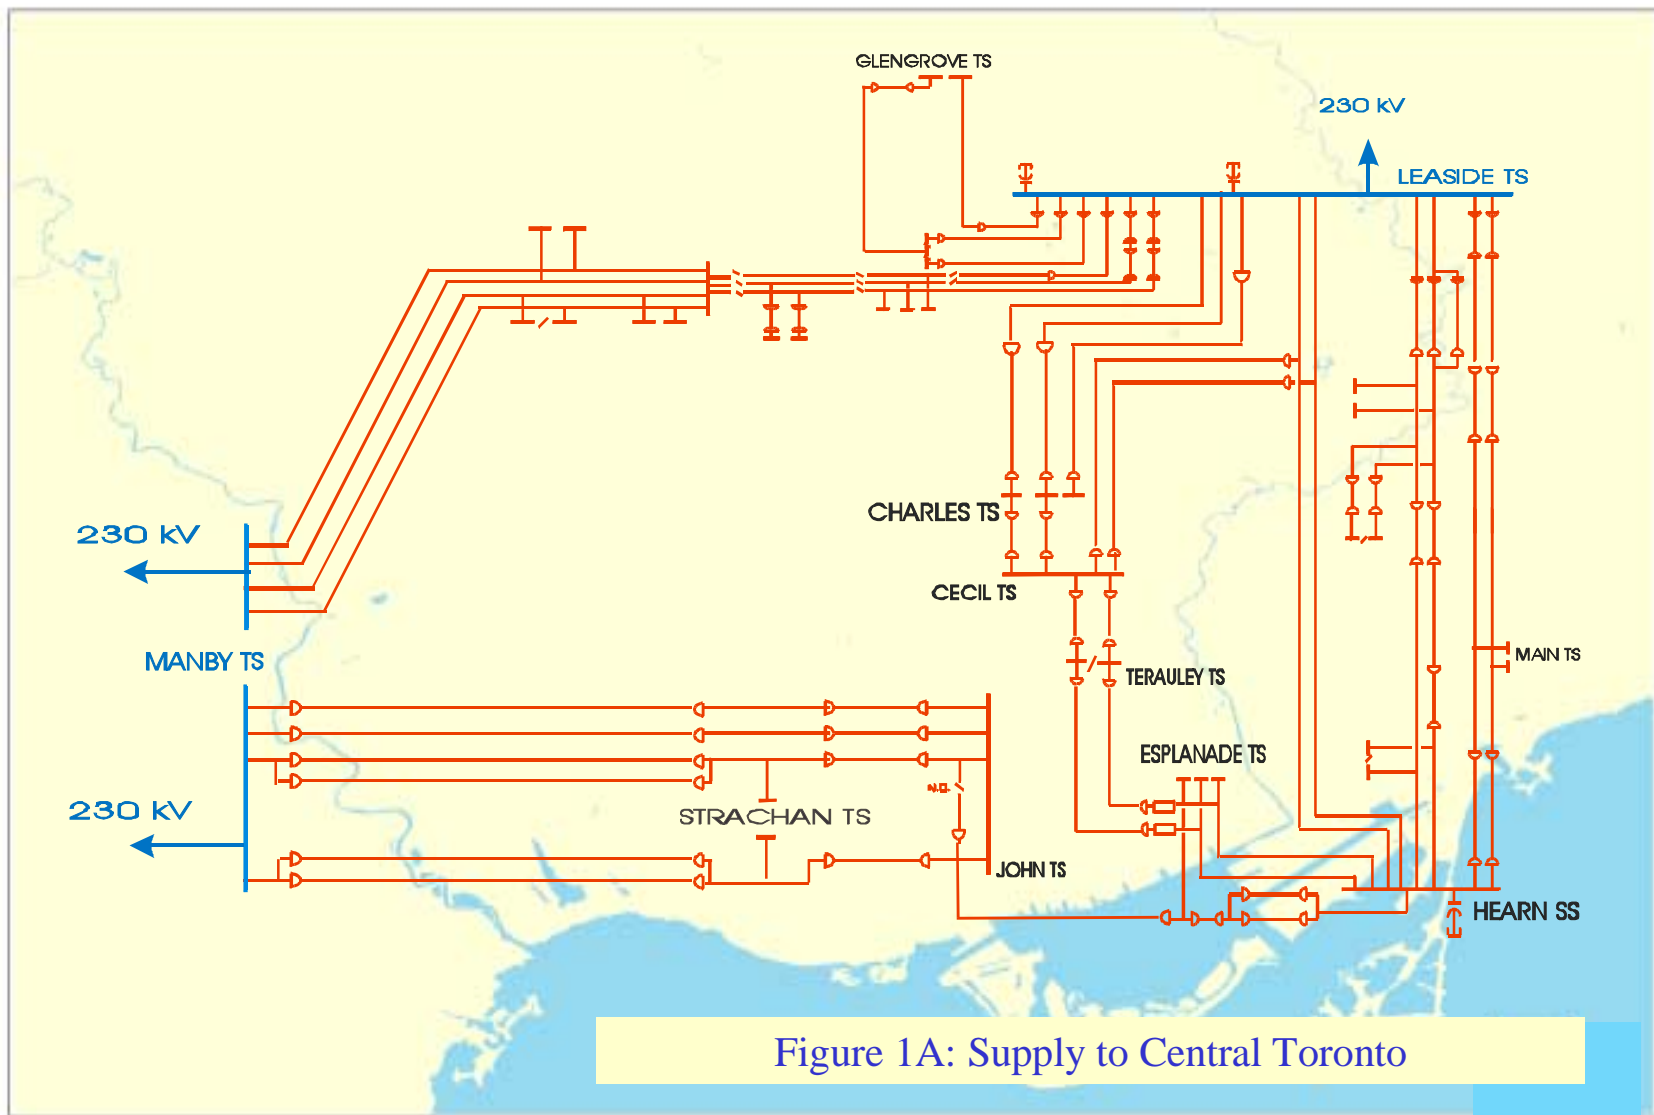 GLENGROVE TS
230 kV
LEASIDE TS
CHARLES TS
230 kV
CECIL TS
MANBY TS
MAIN TS
TERAULEY TS
ESPLANADE TS
N.O.
230 kV
STRACHAN TS
JOHN TS
HEARN SS
Figure 1A: Supply to Central Toronto